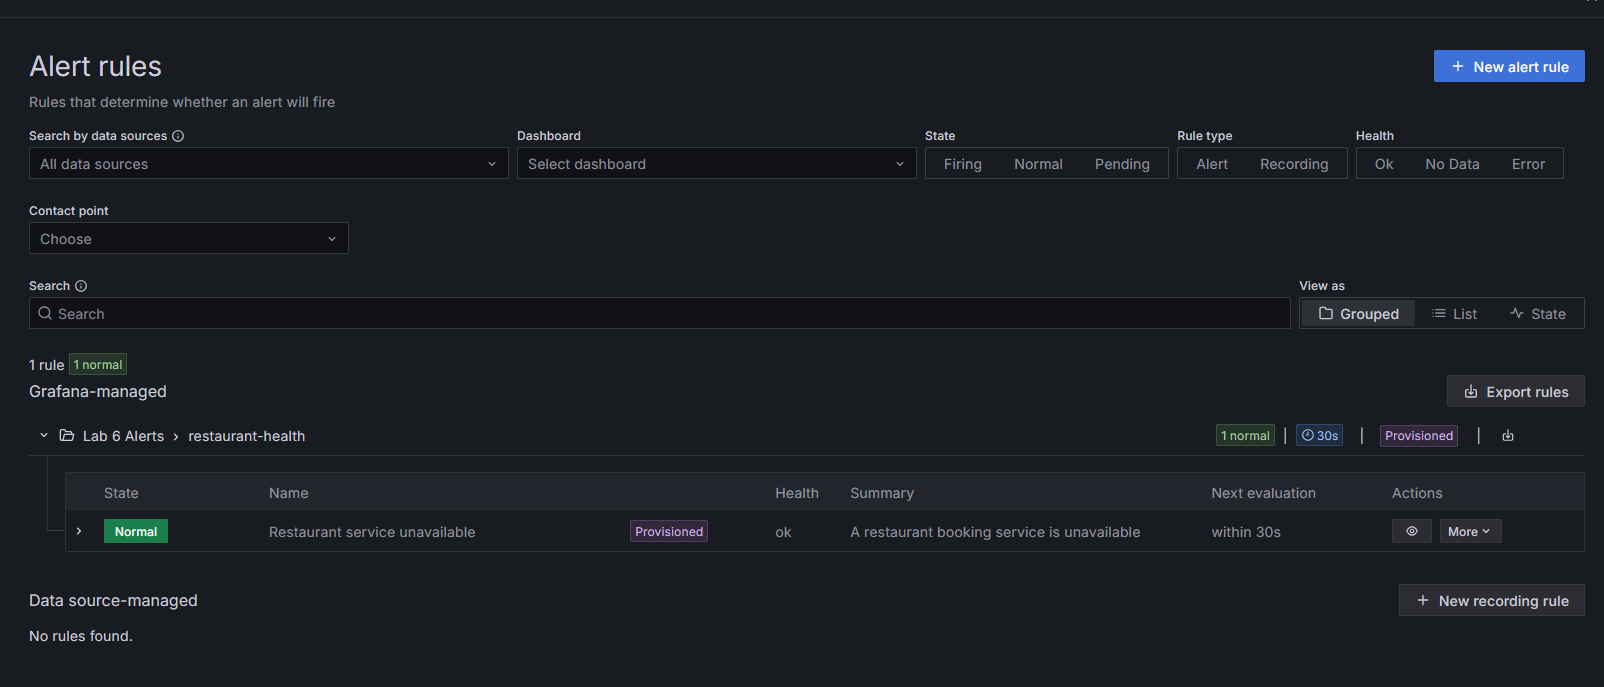 Alert rules
New alert rule
Rules that determine whether an alert will fire
Search by data sources
Dashboard
State
Rule type
Health
All data sources
Select dashboard
Firing Normal Pending
Alert Recording
Ok No Data Error
Contact point
Choose
Search
View as
Search
Grouped List State
1 rule 1 normal
Grafana-managed
Export rules
Lab 6 Alerts > restaurant-health
1 normal | 30s | Provisioned |
State Name Health Summary Next evaluation Actions
Normal Restaurant service unavailable Provisioned ok A restaurant booking service is unavailable within 30s More
Data source-managed
New recording rule
No rules found.